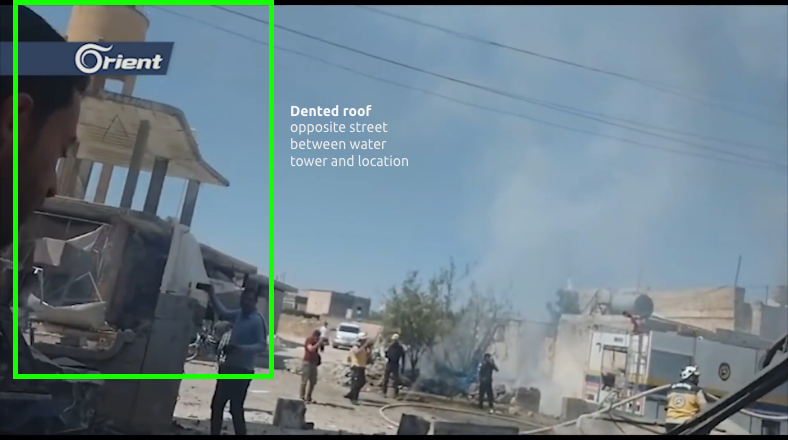 Orient
Dented roof
opposite street
between water
tower and location